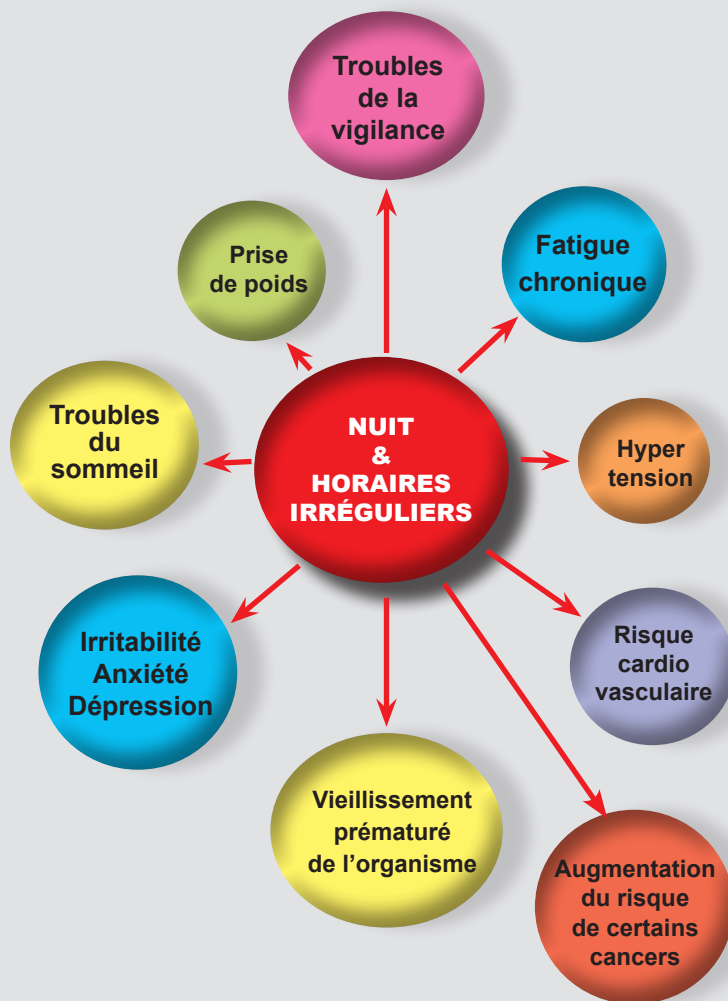 Troubles
de la
vigilance
Prise
de poids
Fatigue
chronique
Troubles
du
sommeil
NUIT
&
HORAIRES
IRRÉGULIERS
Hyper
tension
Irritabilité
Anxiété
Dépression
Risque
cardio
vasculaire
Vieillissement
prématuré
de l’organisme
Augmentation
du risque
de certains
cancers